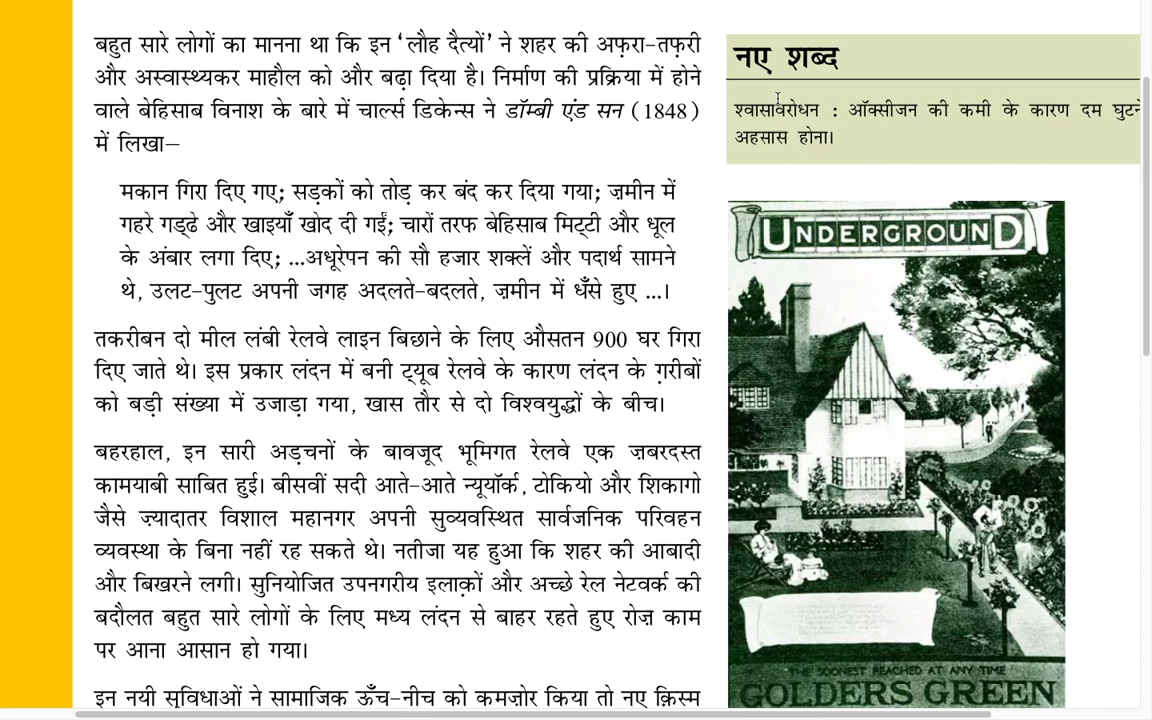 बहुत सारे लोगों का मानना था कि इन ‘लौह दैत्यों’ ने शहर की अफ़रा-तफ़री
और अस्वास्थ्यकर माहौल को और बढ़ा दिया है। निर्माण की प्रक्रिया में होने
वाले बेहिसाब विनाश के बारे में चार्ल्स डिकेन्स ने डॉम्बी एंड सन (1848)
में लिखा–
मकान गिरा दिए गए; सड़कों को तोड़ कर बंद कर दिया गया; ज़मीन में
गहरे गड्ढे और खाइयाँ खोद दी गईं; चारों तरफ बेहिसाब मिट्टी और धूल
के अंबार लगा दिए; ...अधूरेपन की सौ हजार शक्लें और पदार्थ सामने
थे, उलट-पुलट अपनी जगह अदलते-बदलते, ज़मीन में धँसे हुए ...।
तकरीबन दो मील लंबी रेलवे लाइन बिछाने के लिए औसतन 900 घर गिरा
दिए जाते थे। इस प्रकार लंदन में बनी ट्यूब रेलवे के कारण लंदन के ग़रीबों
को बड़ी संख्या में उजाड़ा गया, खास तौर से दो विश्वयुद्धों के बीच।
बहरहाल, इन सारी अड़चनों के बावजूद भूमिगत रेलवे एक ज़बरदस्त
कामयाबी साबित हुई। बीसवीं सदी आते-आते न्यूयॉर्क, टोकियो और शिकागो
जैसे ज़्यादातर विशाल महानगर अपनी सुव्यवस्थित सार्वजनिक परिवहन
व्यवस्था के बिना नहीं रह सकते थे। नतीजा यह हुआ कि शहर की आबादी
और बिखरने लगी। सुनियोजित उपनगरीय इलाक़ों और अच्छे रेल नेटवर्क की
बदौलत बहुत सारे लोगों के लिए मध्य लंदन से बाहर रहते हुए रोज़ काम
पर आना आसान हो गया।
इन नयी सुविधाओं ने सामाजिक ऊँच-नीच को कमज़ोर किया तो नए क़िस्म
नए शब्द
श्वासावरोधन : ऑक्सीजन की कमी के कारण दम घुटने
अहसास होना।
UNDERGROUND
THE SOONEST REACHED AT ANY TIME
GOLDERS GREEN